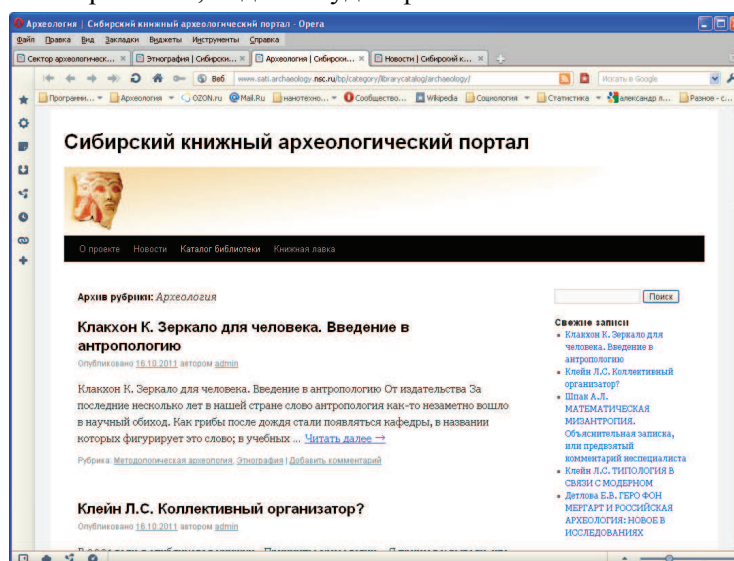 Археология | Сибирский книжный археологический портал - Opera
Файл Правка Вид Закладки Виджеты Инструменты Справка
Сектор археологическ... Этнография | Сибирски... Археология | Сибирски... Новости | Сибирский к...
Веб www.sati.archaeology.nsc.ru/bp/category/librarycatalog/archaeology/ Искать в Google
Программ... Археология OZON.ru Mail.Ru нанотехно... Сообщество... Wikipedia Социология Статистика александр л... Разное - с...
Сибирский книжный археологический портал
О проекте Новости Каталог библиотеки Книжная лавка
Архив рубрики: Археология
Поиск
Клакхон К. Зеркало для человека. Введение в
антропологию
Опубликовано 16.10.2011 автором admin
Клакхон К. Зеркало для человека. Введение в антропологию От издательства За
последние несколько лет в нашей стране слово антропология как-то незаметно вошло
в научный обиход. Как грибы после дождя стали появляться кафедры, в названии
которых фигурирует это слово; в учебных ... Читать далее →
Рубрика: Методологическая археология, Этнография | Добавить комментарий
Клейн Л.С. Коллективный организатор?
Опубликовано 16.10.2011 автором admin
Свежие записи
Клакхон К. Зеркало для
человека. Введение в
антропологию
Клейн Л.С. Коллективный
организатор?
Шпак А.Л.
МАТЕМАТИЧЕСКАЯ
МИЗАНТРОПИЯ.
Объяснительная записка,
или предвзятый
комментарий неспециалиста
Клейн Л.С. ТИПОЛОГИЯ В
СВЯЗИ С МОДЕРНОМ
Детлова Е.В. ГЕРО ФОН
МЕРГАРТ И РОССИЙСКАЯ
АРХЕОЛОГИЯ: НОВОЕ В
ИССЛЕДОВАНИЯХ